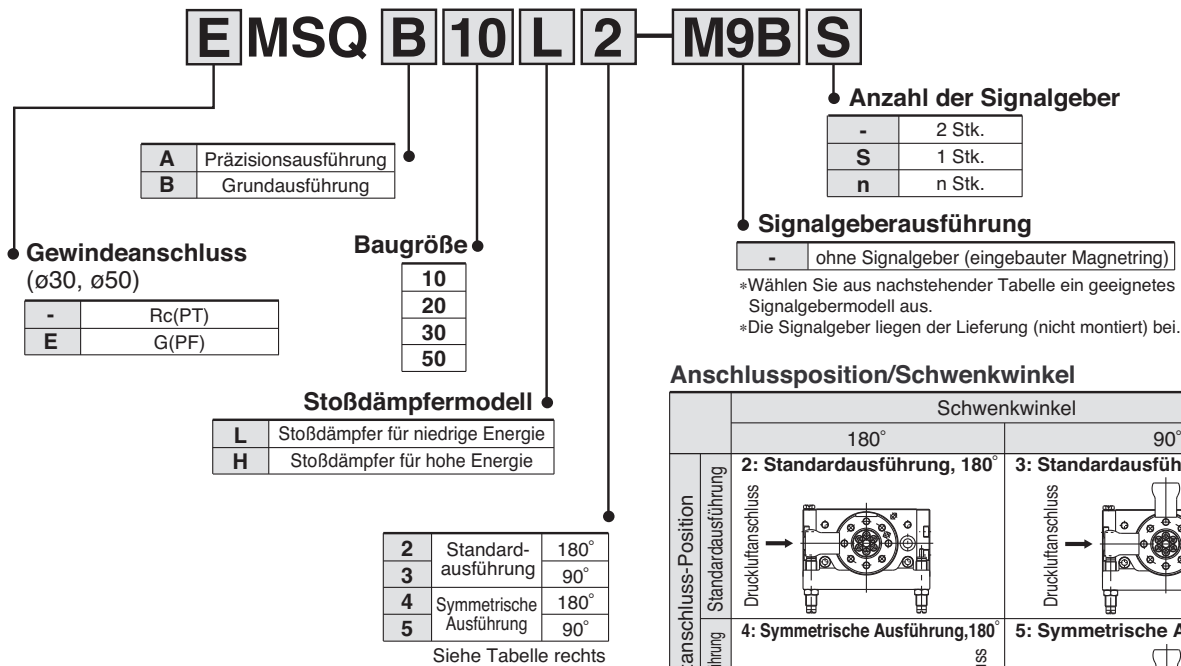 E MSQ B 10 L 2 — M9B S
Anzahl der Signalgeber
- 2 Stk.
S 1 Stk.
n n Stk.
A Präzisionsausführung
B Grundausführung
Signalgeberausführung
- ohne Signalgeber (eingebauter Magnetring)
*Wählen Sie aus nachstehender Tabelle ein geeignetes
Signalgebermodell aus.
*Die Signalgeber liegen der Lieferung (nicht montiert) bei.
Gewindeanschluss
(ø30, ø50)
- Rc(PT)
E G(PF)
Baugröße
10
20
30
50
Stoßdämpfermodell
L Stoßdämpfer für niedrige Energie
H Stoßdämpfer für hohe Energie
2 Standard- 180°
3 ausführung 90°
4 Symmetrische 180°
5 Ausführung 90°
Siehe Tabelle rechts
Anschlussposition/Schwenkwinkel
Schwenkwinkel
180° 90°
2: Standardausführung, 180°
Standardausführung
Druckluftanschluss
Druckluftanschluss
4: Symmetrische Ausführung,180°
5: Symmetrische